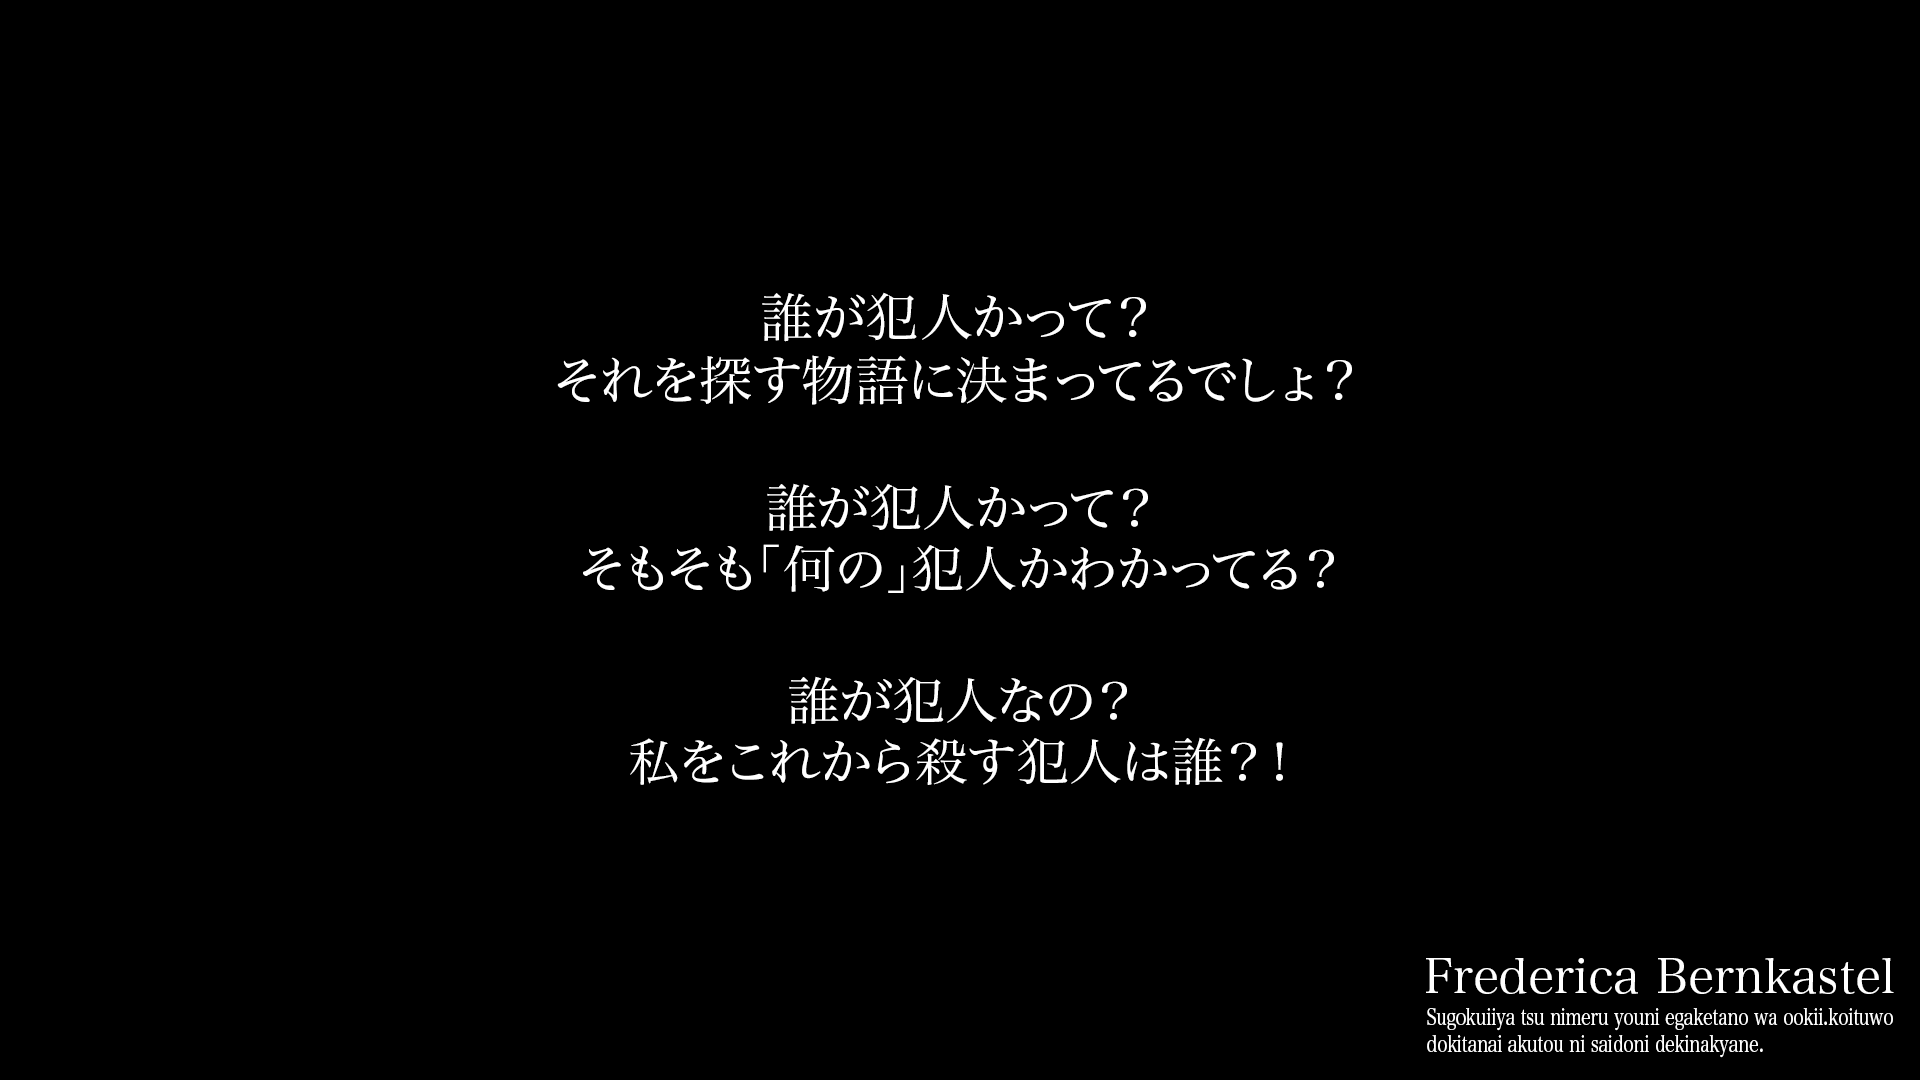 誰が犯人かって？
それを探す物語に決まってるでしょ？
誰が犯人かって？
そもそも「何の」犯人かわかってる？
誰が犯人なの？
私をこれから殺す犯人は誰？！
Frederica Bernkastel
Sugokuiiya tsu nimeru youni egaketano wa ookii.koituwo
dokitanai akutou ni saidoni dekinakyane.